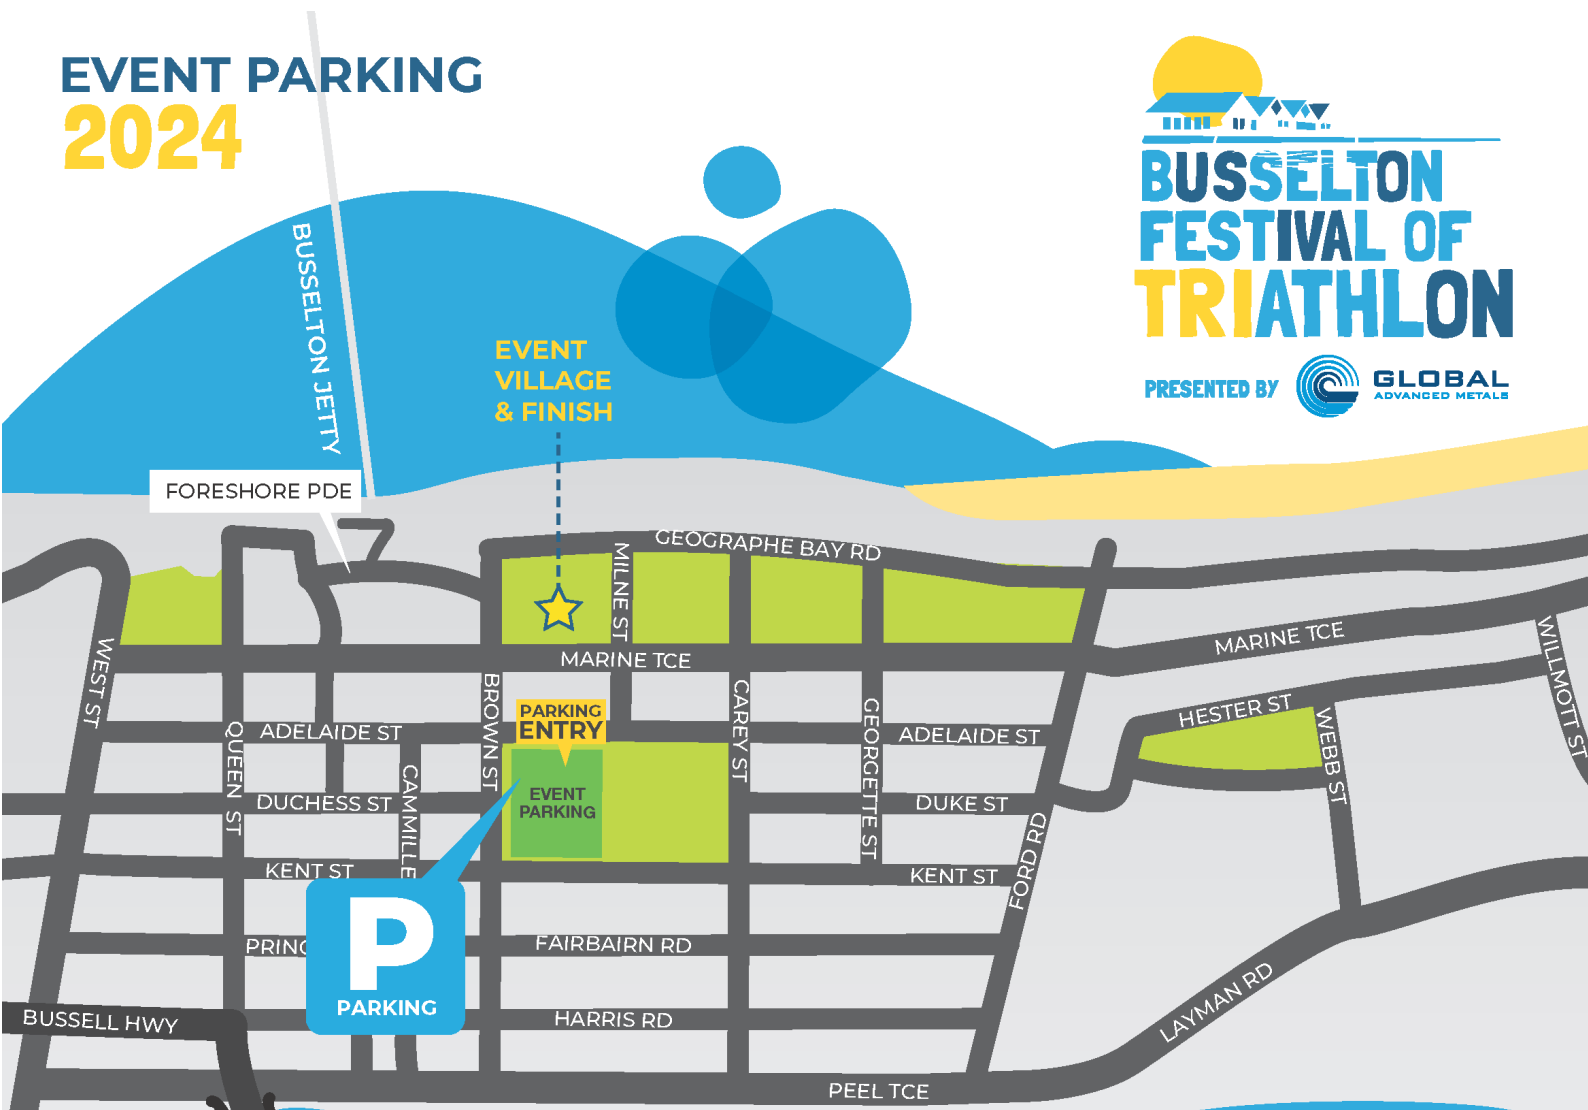 EVENT PARKING
2024
BUSSELTON
FESTIVAL OF
TRIATHLON
PRESENTED BY
GLOBAL
ADVANCED METALS
BUSSELTON JETTY
EVENT
VILLAGE
& FINISH
FORESHORE PDE
GEOGRAPHE BAY RD
MILNE ST
MARINE TCE
MARINE TCE
WILLMOTT ST
WEST ST
BROWN ST
CAREY ST
GEORGETTE ST
HESTER ST
WEBB ST
QUEEN ST
ADELAIDE ST
PARKING
ENTRY
ADELAIDE ST
CAMMILLE
DUCHESS ST
EVENT
PARKING
DUKE ST
FORD RD
KENT ST
KENT ST
P
PARKING
PRINC
FAIRBAIRN RD
BUSSELL HWY
HARRIS RD
LAYMAN RD
PEEL TCE